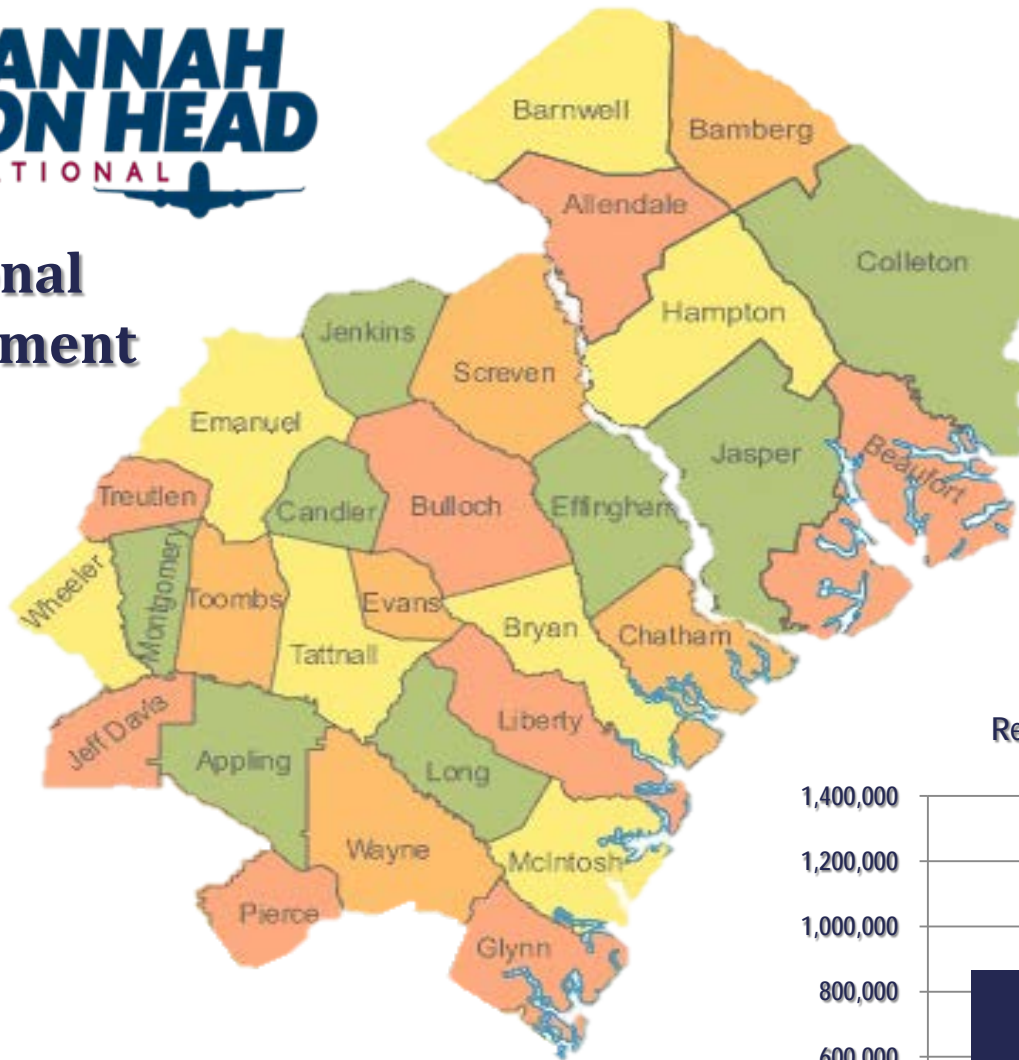 ANNAH
ON HEAD
TIONAL
nal
ment
Barnwell
Bamberg
Allendale
Colleton
Hampton
Jenkins
Screven
Emanuel
Jasper
Beaufort
Treutlen
Candler
Bulloch
Effingham
Wheeler
Montgomery
Toombs
Evans
Bryan
Chatham
Tattnall
Liberty
Jeff Davis
Appling
Long
Wayne
McIntosh
Pierce
Glynn
Re
1,400,000
1,200,000
1,000,000
800,000
600,000